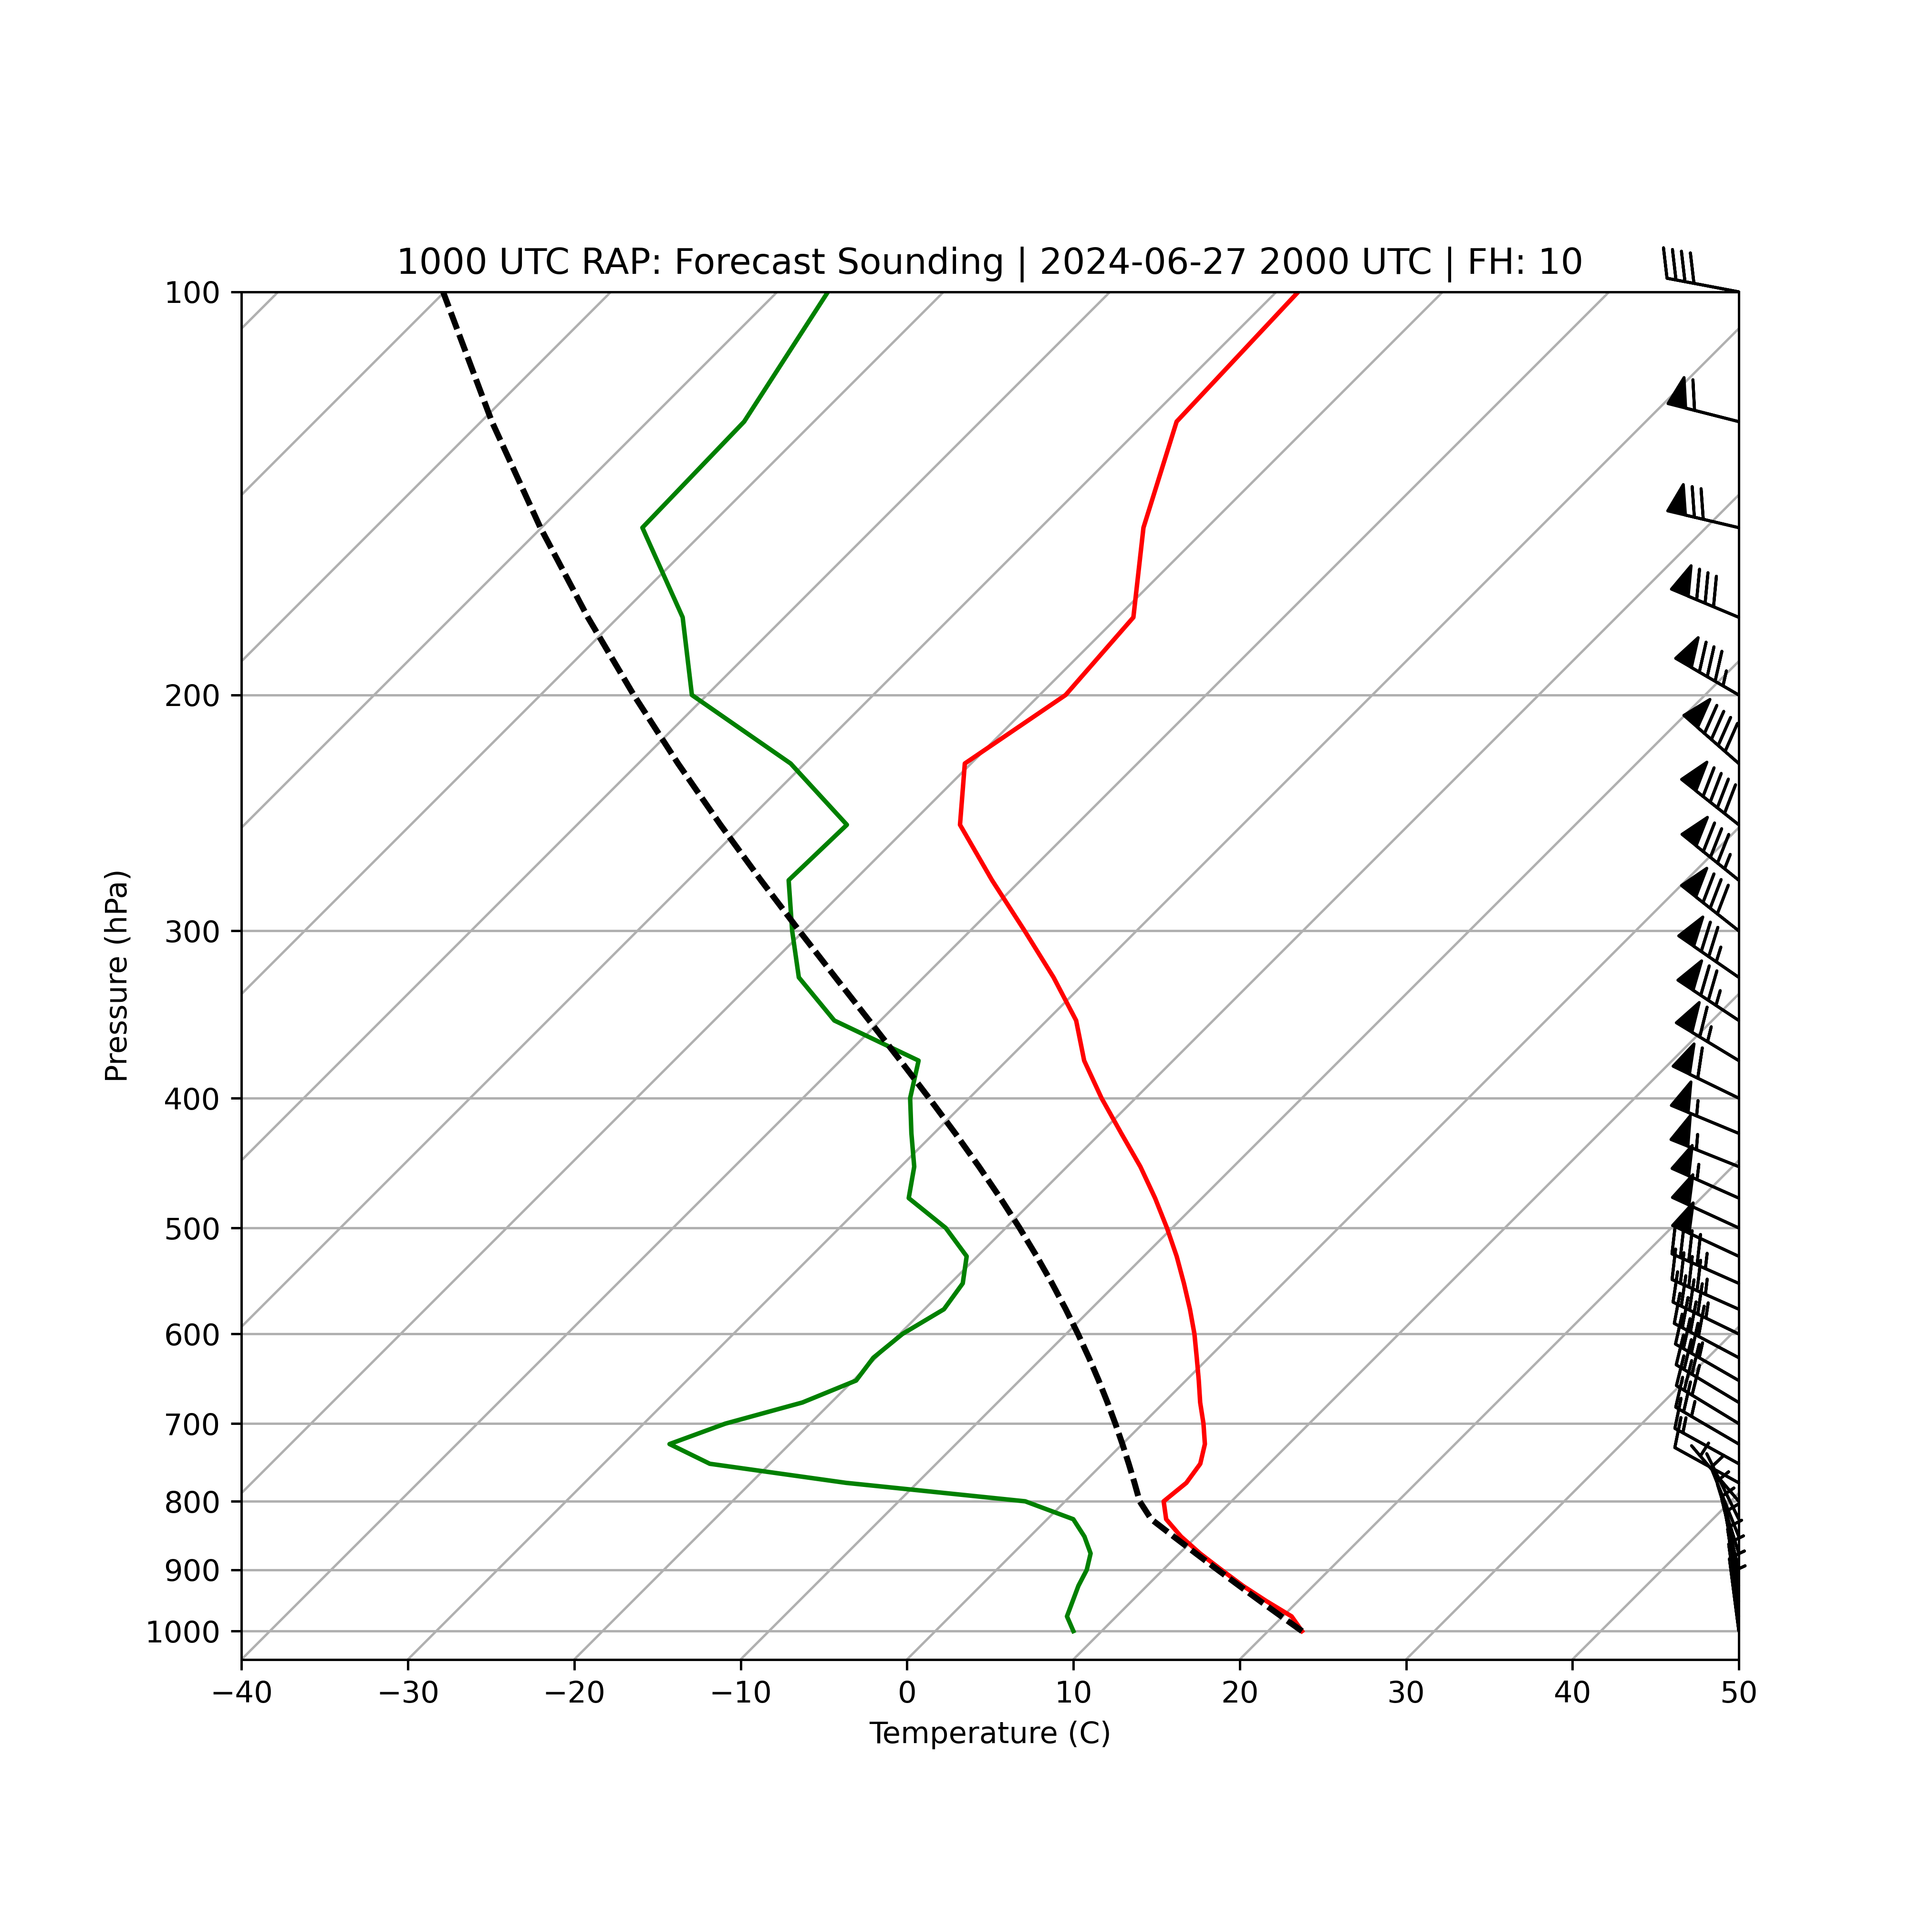 1000 UTC RAP: Forecast Sounding | 2024-06-27 2000 UTC | FH: 10
100
200
300
400
500
600
700
800
900
1000
Pressure (hPa)
−40 −30 −20 −10 0 10 20 30 40 50
Temperature (C)